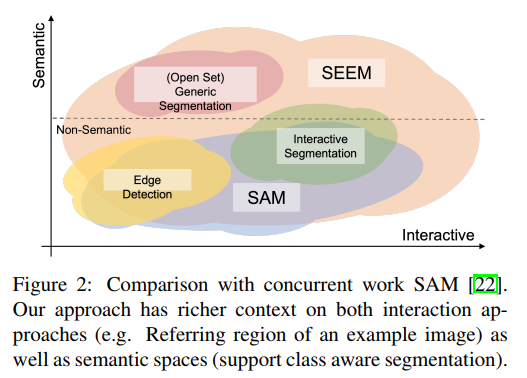 Semantic
(Open Set)
Generic
Segmentation
SEEM
Non-Semantic
Interactive
Segmentation
Edge
Detection
SAM
Interactive
Figure 2: Comparison with concurrent work SAM [22].
Our approach has richer context on both interaction ap-
proaches (e.g. Referring region of an example image) as
well as semantic spaces (support class aware segmentation).